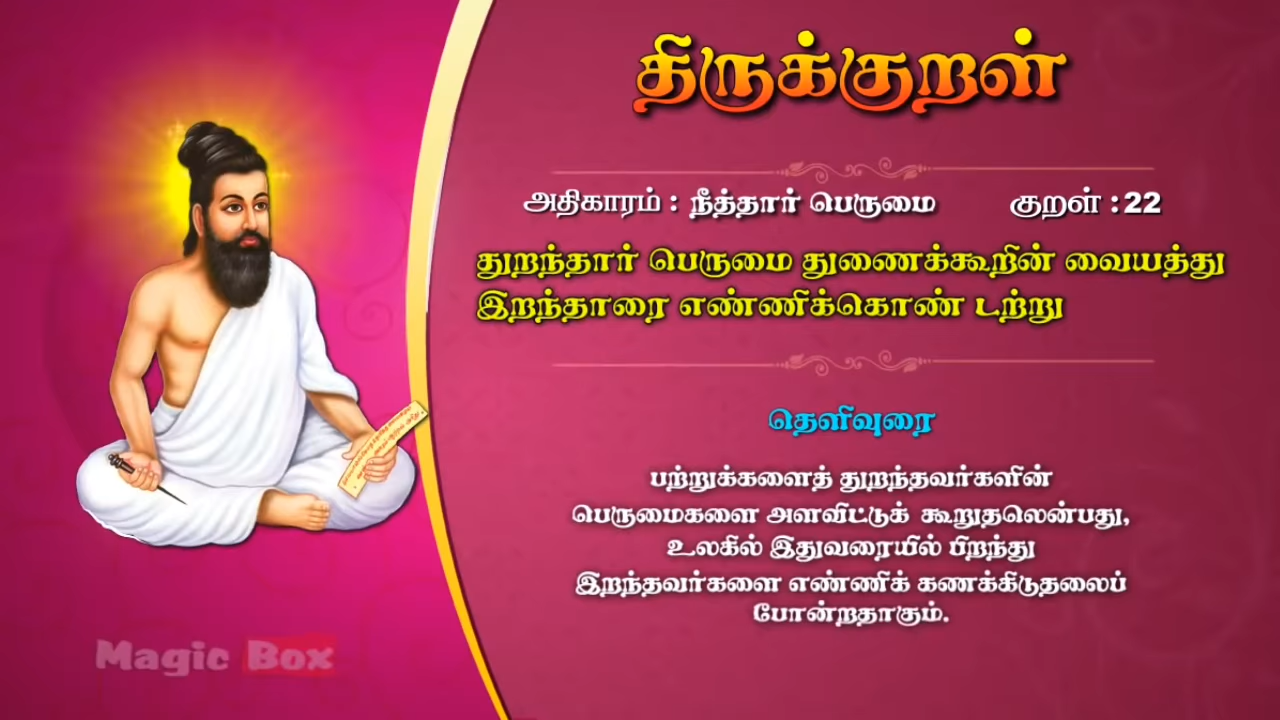 திருக்குறள்
அதிகாரம் : நீத்தார் பெருமை குறள் :22
துறந்தார் பெருமை துணைக்கூறின் வையத்து
இறந்தாரை எண்ணிக்கொண் டற்று
தெளிவுரை
பற்றுக்களைத் துறந்தவர்களின்
பெருமைகளை அளவிட்டுக் கூறுதலென்பது,
உலகில் இதுவரையில் பிறந்து
இறந்தவர்களை எண்ணிக் கணக்கிடுதலைப்
போன்றதாகும்.
Magic Box